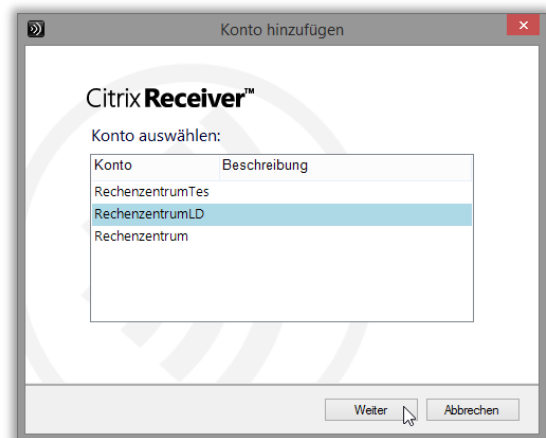 Konto hinzufügen
Citrix Receiver™
Konto auswählen:
Konto Beschreibung
RechenzentrumTes
RechenzentrumLD
Rechenzentrum
Weiter Abbrechen